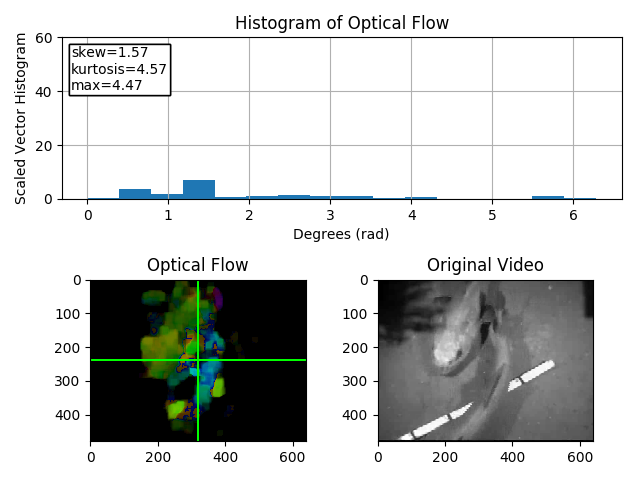 Histogram of Optical Flow
Scaled Vector Histogram
60
40
20
0
skew=1.57
kurtosis=4.57
max=4.47
0 1 2 3 4 5 6
Degrees (rad)
Optical Flow
0
100
200
300
400
0 200 400 600
Original Video
0
100
200
300
400
0 200 400 600